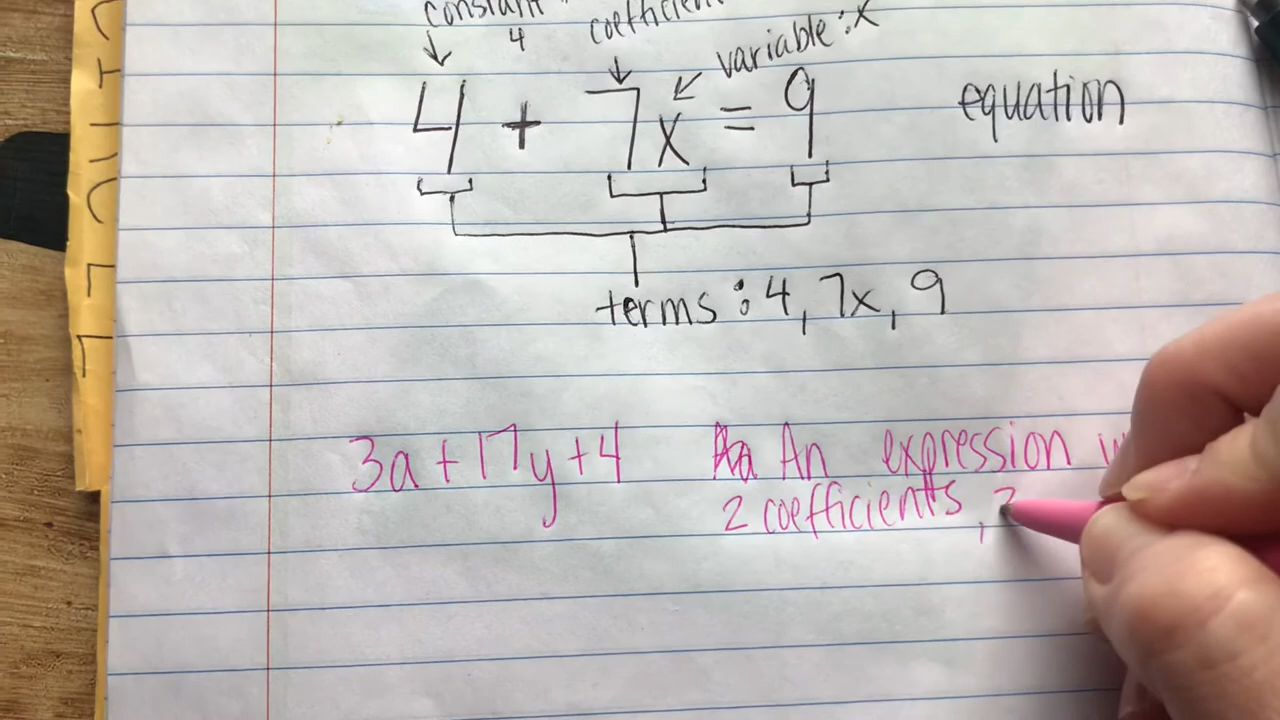 constant
4
coefficient
variable: x
4 + 7x = 9 equation
terms: 4, 7x, 9
3a + 17y + 4 An expression
2 coefficients,